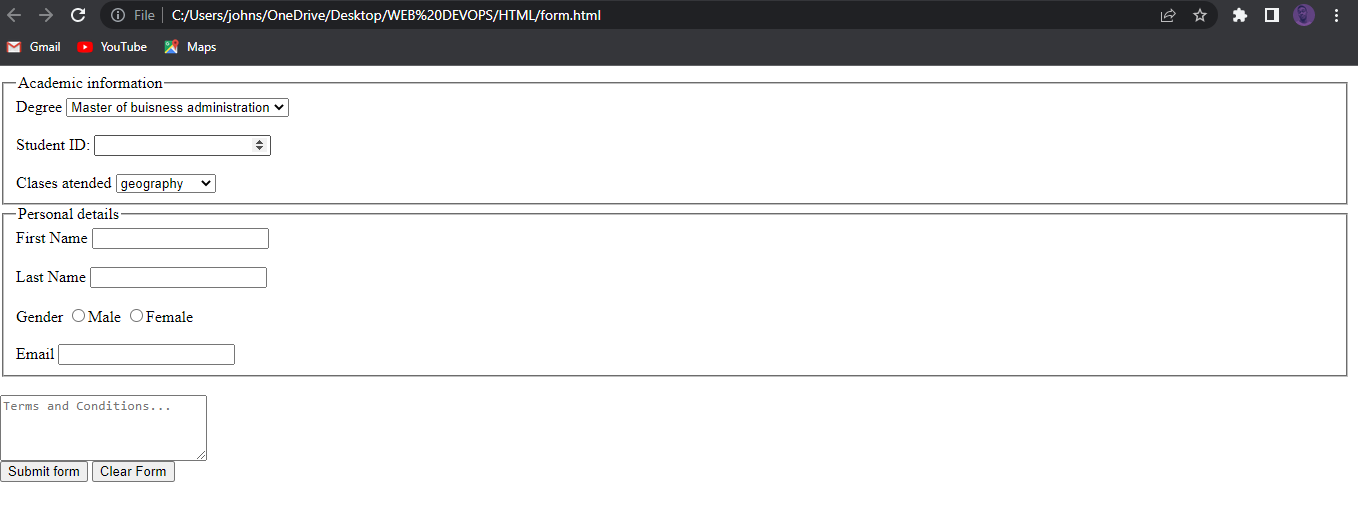 File C:/Users/johns/OneDrive/Desktop/WEB%20DEVOPS/HTML/form.html
Gmail YouTube Maps
Academic information
Degree Master of buisness administration
Student ID:
Clases atended geography
Personal details
First Name
Last Name
Gender Male Female
Email
Terms and Conditions...
Submit form Clear Form